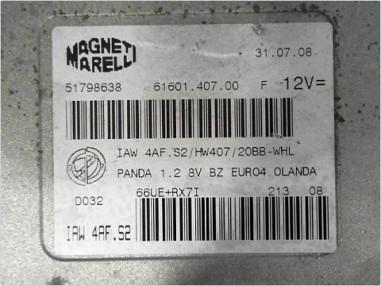 MAGNETI
MARELLI
31.07.08
51798638 61601.407.00 F 12V=
IAW 4AF.S2/HW407/20BB-WHL
PANDA 1.2 8V BZ EURO4 OLANDA
D032 66UE+RX7I 213 08
IAW 4AF.S2